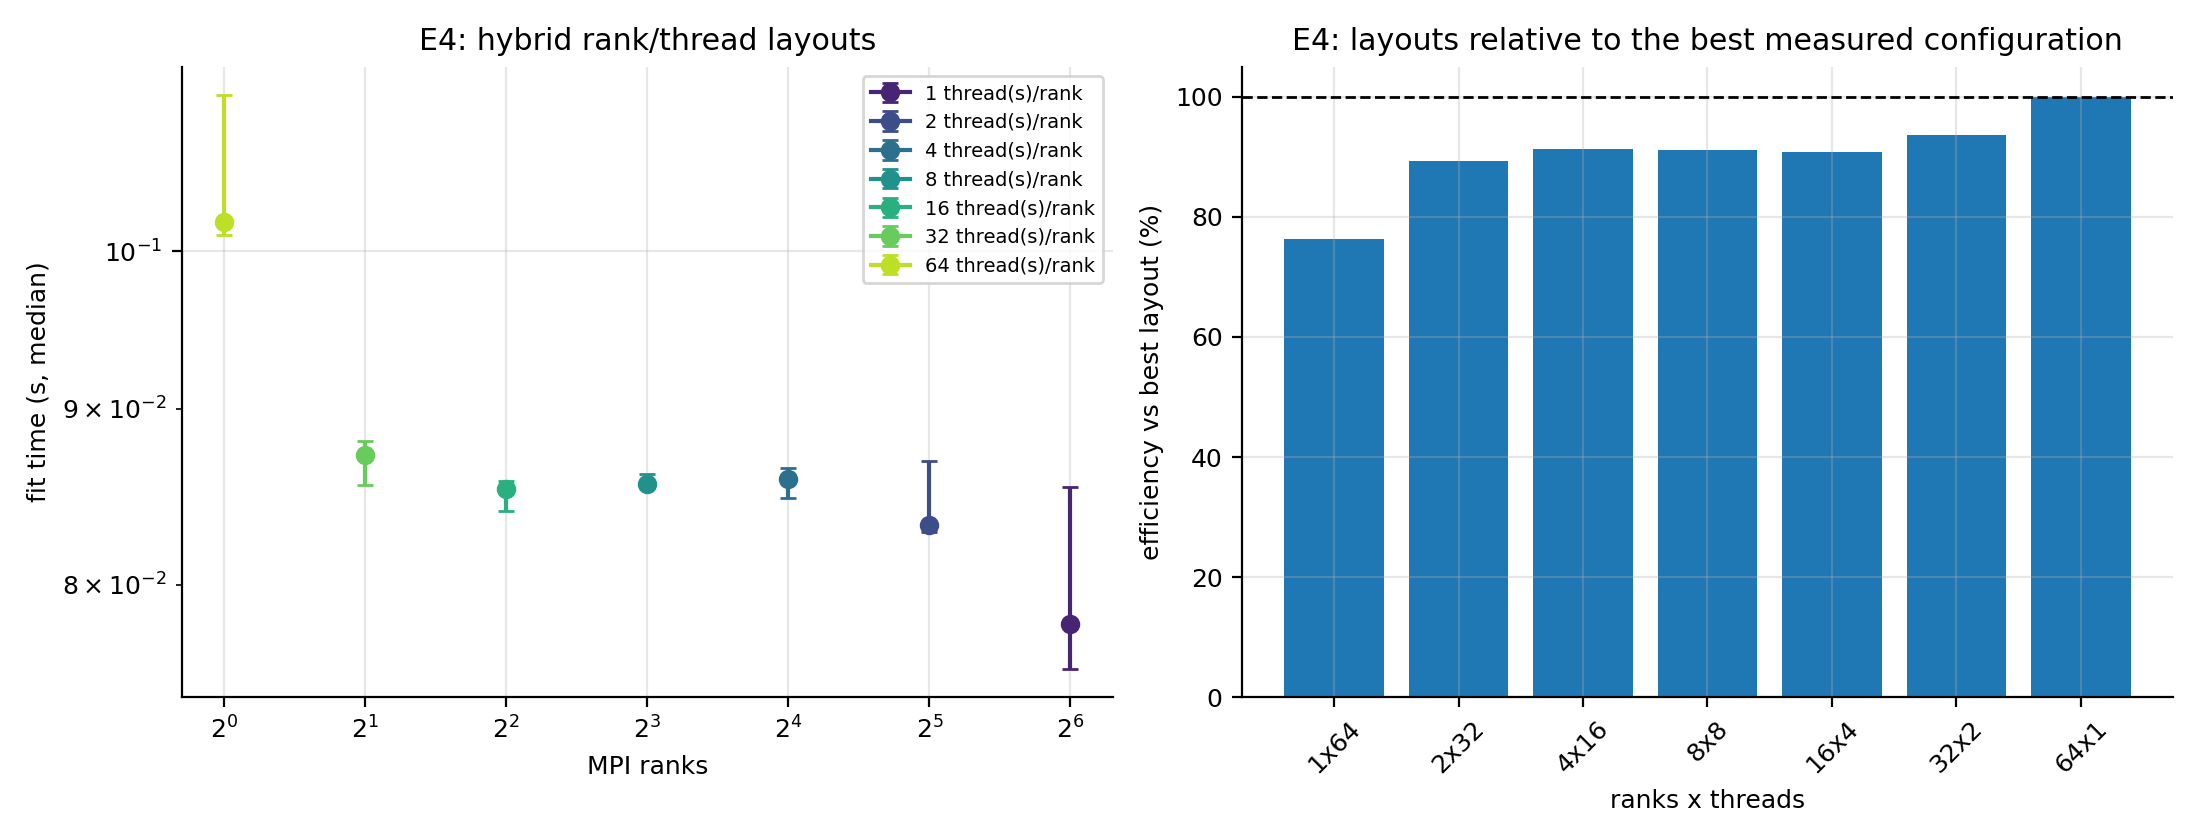 E4: hybrid rank/thread layouts
fit time (s, median)
10⁻¹
9 × 10⁻²
8 × 10⁻²
1 thread(s)/rank
2 thread(s)/rank
4 thread(s)/rank
8 thread(s)/rank
16 thread(s)/rank
32 thread(s)/rank
64 thread(s)/rank
2⁰ 2¹ 2² 2³ 2⁴ 2⁵ 2⁶
MPI ranks
E4: layouts relative to the best measured configuration
efficiency vs best layout (%)
100
80
60
40
20
0
1x64 2x32 4x16 8x8 16x4 32x2 64x1
ranks x threads